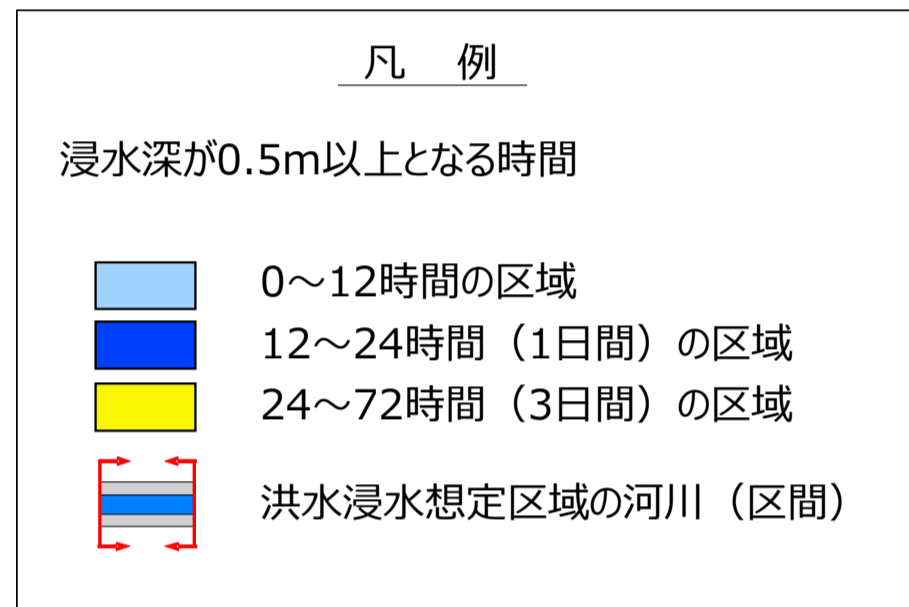 凡 例
浸水深が0.5m以上となる時間
0～12時間の区域
12～24時間（1日間）の区域
24～72時間（3日間）の区域
洪水浸水想定区域の河川（区間）